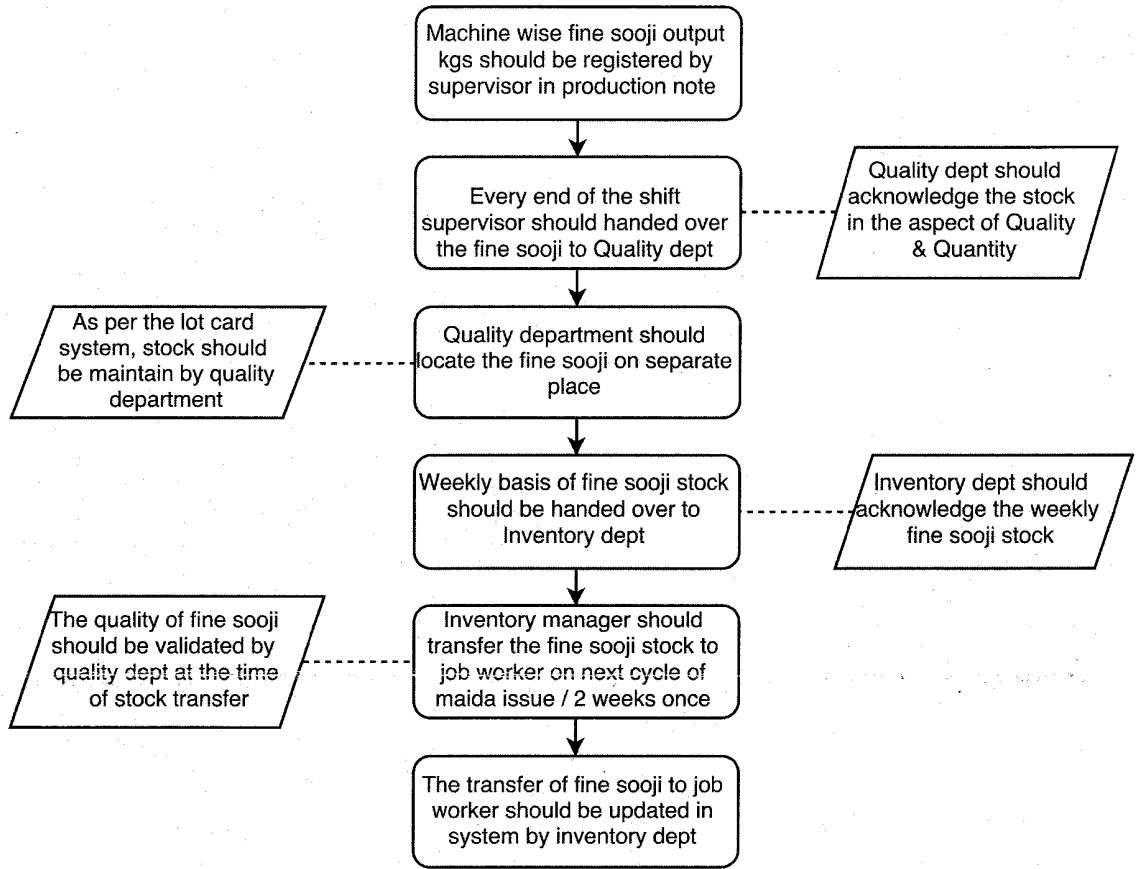 Machine wise fine sooji output
kgs should be registered by
supervisor in production note
Every end of the shift
supervisor should handed over
the fine sooji to Quality dept
Quality dept should
acknowledge the stock
in the aspect of Quality
& Quantity
Quality department should
locate the fine sooji on separate
place
As per the lot card
system, stock should
be maintain by quality
department
Weekly basis of fine sooji stock
should be handed over to
Inventory dept
Inventory dept should
acknowledge the weekly
fine sooji stock
Inventory manager should
transfer the fine sooji stock to
job worker on next cycle of
maida issue / 2 weeks once
The quality of fine sooji
should be validated by
quality dept at the time
of stock transfer
The transfer of fine sooji to job
worker should be updated in
system by inventory dept